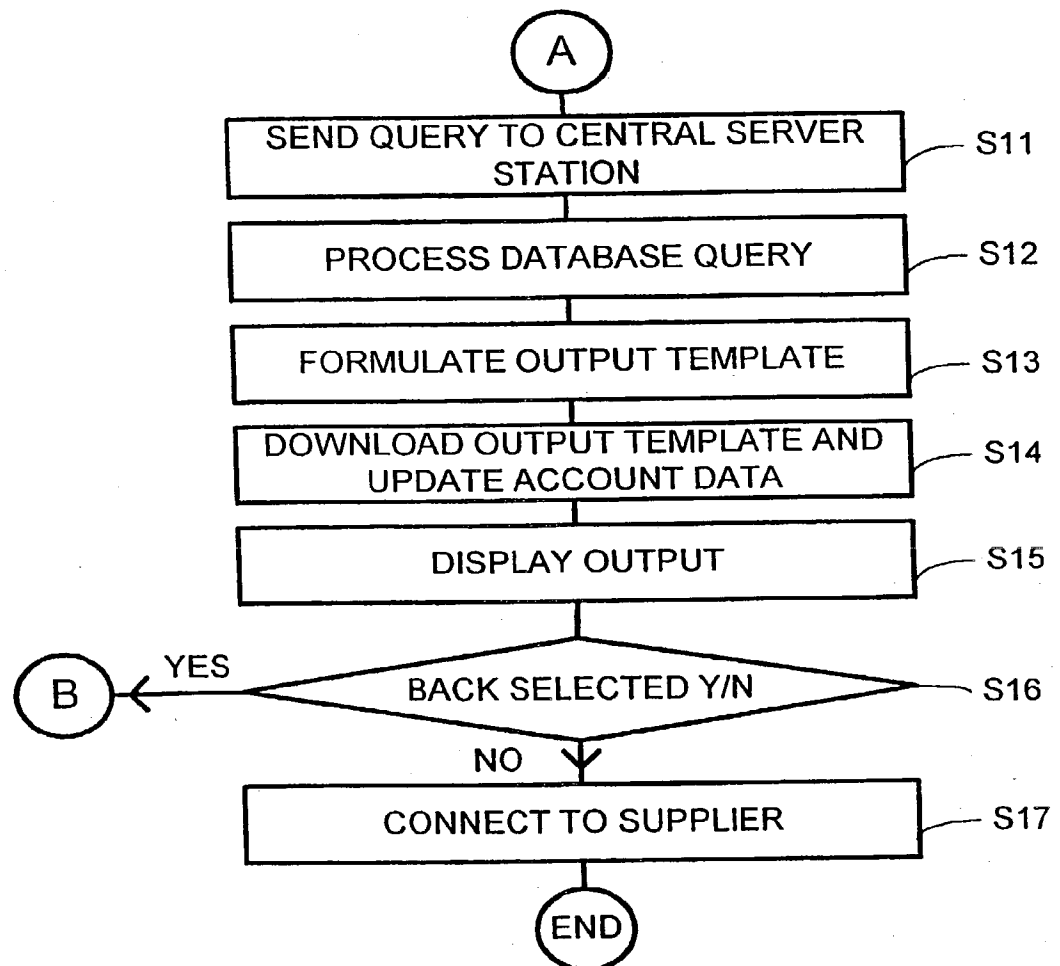 A
SEND QUERY TO CENTRAL SERVER
STATION
S11
PROCESS DATABASE QUERY
S12
FORMULATE OUTPUT TEMPLATE
S13
DOWNLOAD OUTPUT TEMPLATE AND
UPDATE ACCOUNT DATA
S14
DISPLAY OUTPUT
S15
B
YES
BACK SELECTED Y/N
S16
NO
CONNECT TO SUPPLIER
S17
END